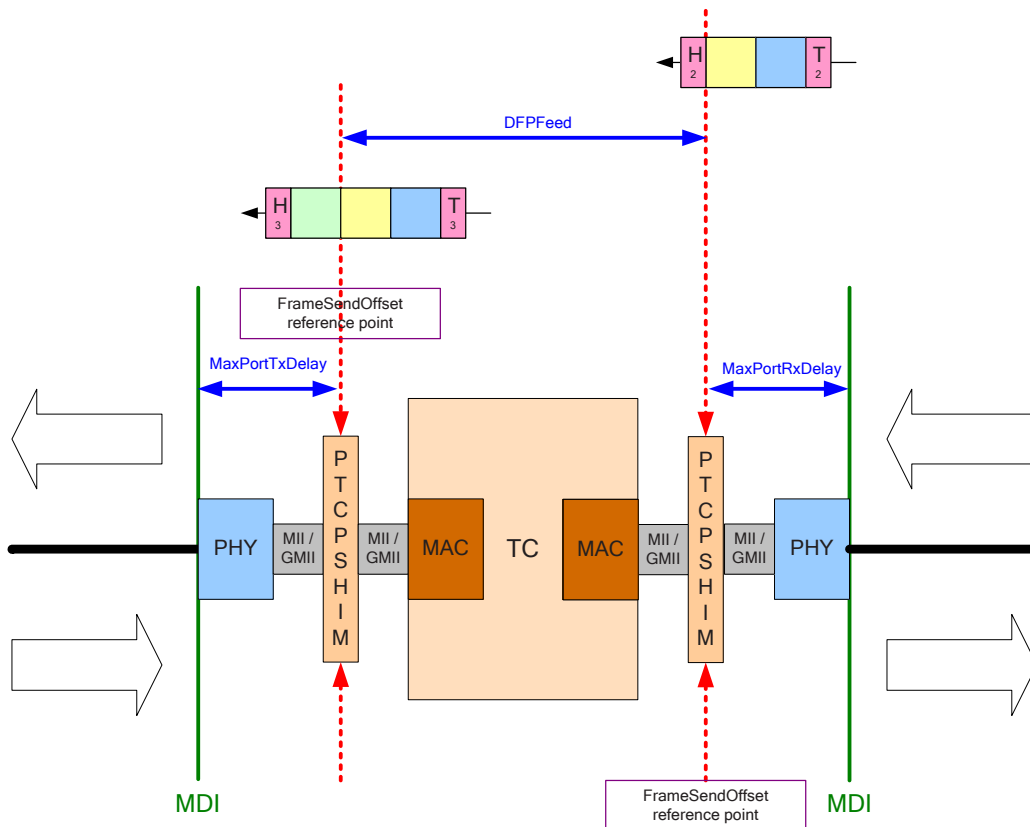 H
2
T
2
DFPFeed
H
3
T
3
FrameSendOffset
reference point
MaxPortTxDelay
MaxPortRxDelay
PHY
MII /
GMII
P
T
C
P
S
H
I
M
MII /
GMII
MAC
TC
MAC
MII /
GMII
P
T
C
P
S
H
I
M
MII /
GMII
PHY
MDI
FrameSendOffset
reference point
MDI